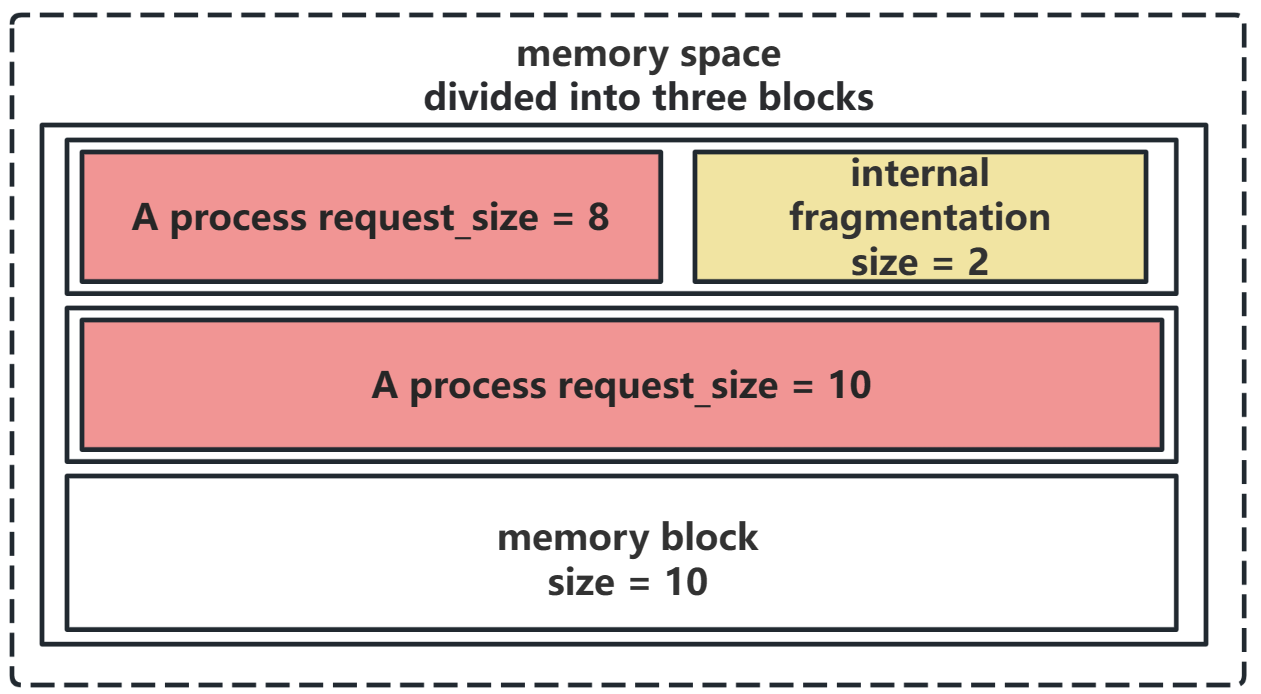 memory space
divided into three blocks
A process request_size = 8
internal
fragmentation
size = 2
A process request_size = 10
memory block
size = 10